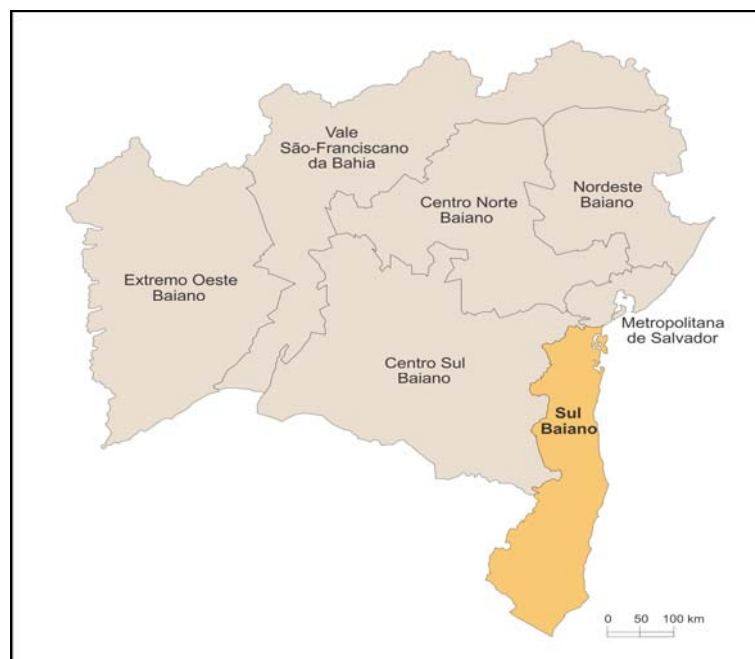 Vale
São-Franciscano
da Bahia
Centro Norte
Baiano
Nordeste
Baiano
Extremo Oeste
Baiano
Metropolitana
de Salvador
Centro Sul
Baiano
Sul
Baiano
0 50 100 km